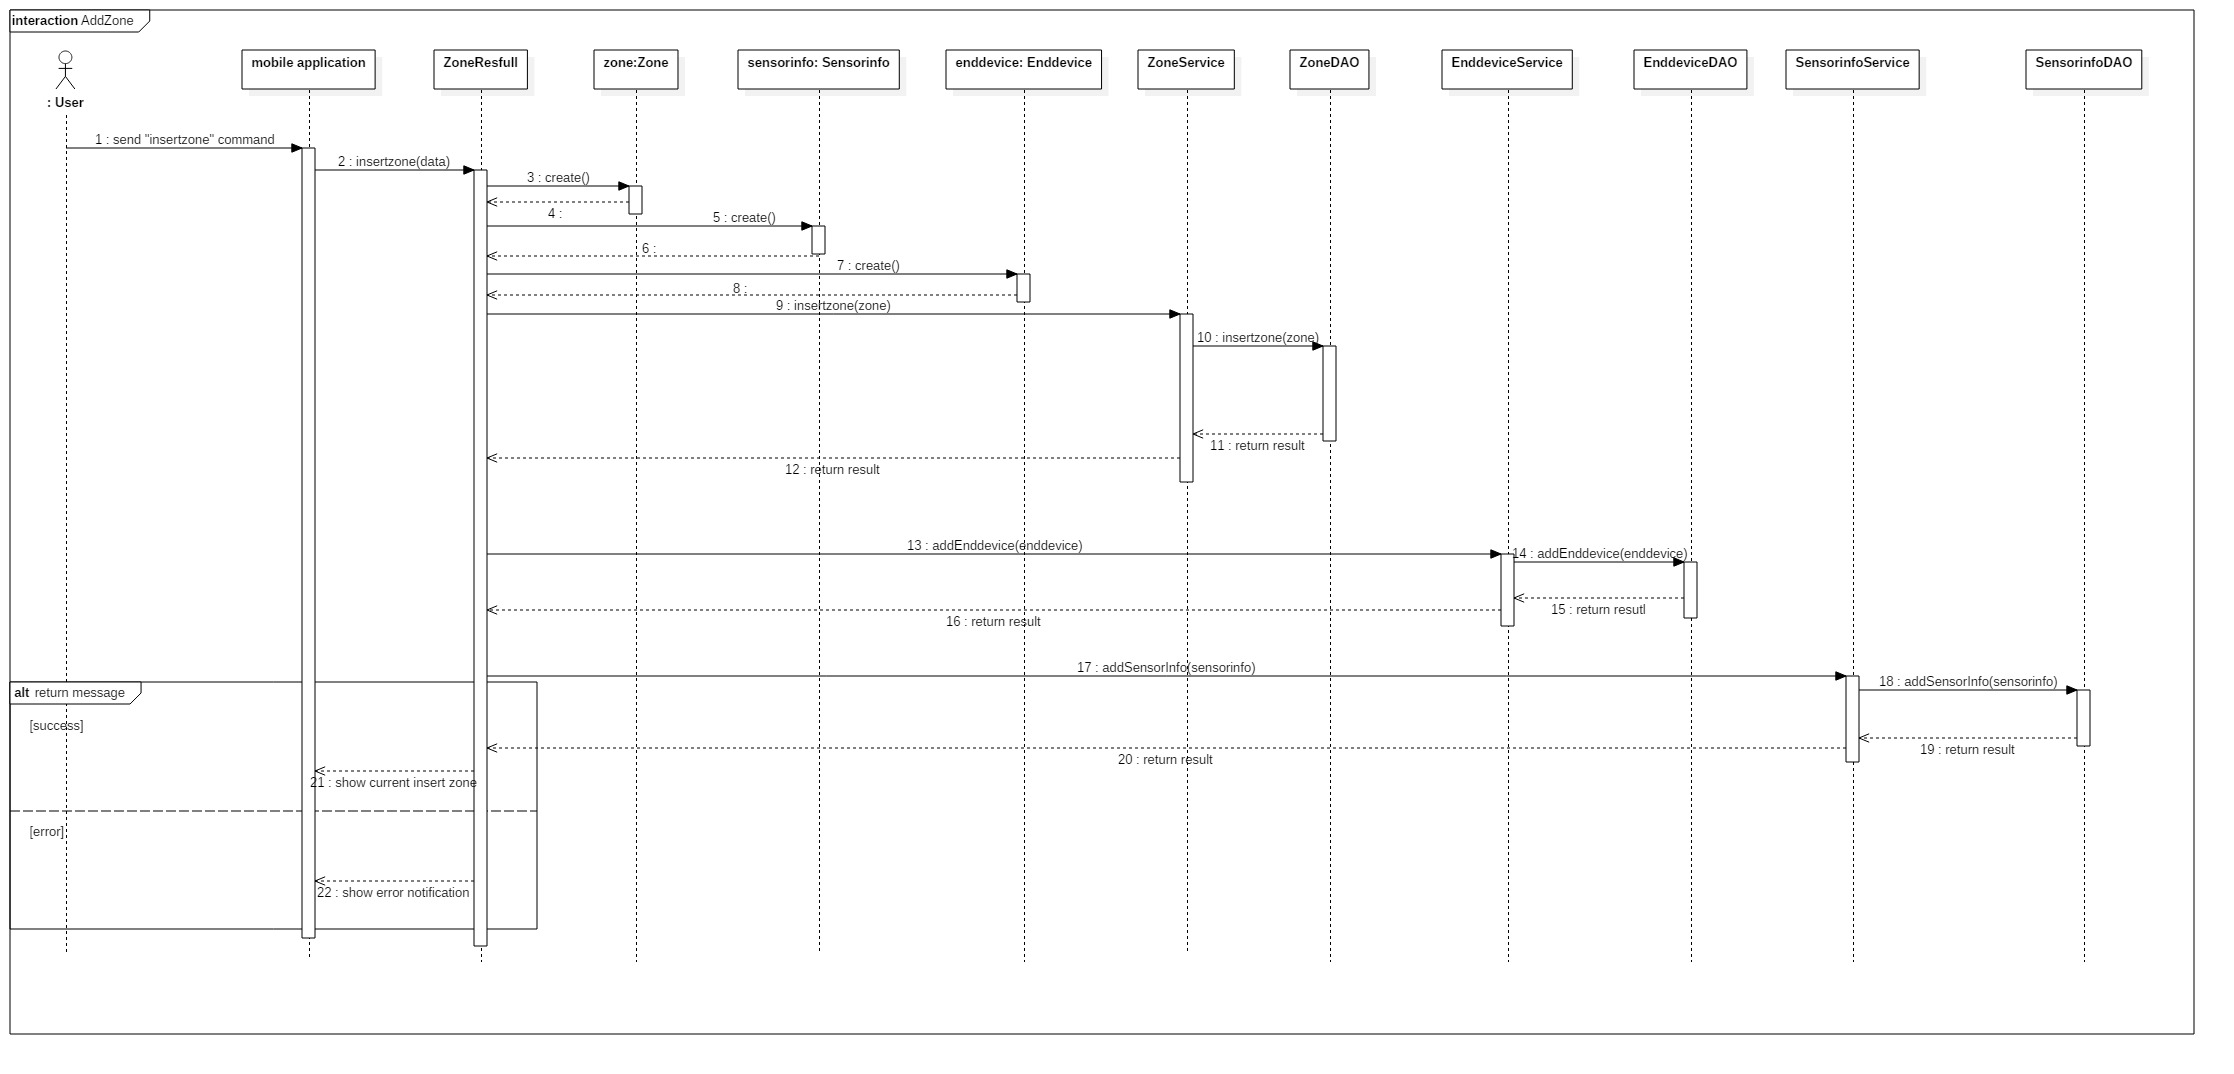 interaction AddZone
: User
mobile application
ZoneResfull
zone:Zone
sensorinfo: Sensorinfo
enddevice: Enddevice
ZoneService
ZoneDAO
EnddeviceService
EnddeviceDAO
SensorinfoService
SensorinfoDAO
1 : send "insertzone" command
2 : insertzone(data)
3 : create()
4 :
5 : create()
6 :
7 : create()
8 :
9 : insertzone(zone)
10 : insertzone(zone)
11 : return result
12 : return result
13 : addEnddevice(enddevice)
14 : addEnddevice(enddevice)
15 : return resutl
16 : return result
17 : addSensorInfo(sensorinfo)
18 : addSensorInfo(sensorinfo)
alt return message
[success]
19 : return result
20 : return result
21 : show current insert zone
[error]
22 : show error notification